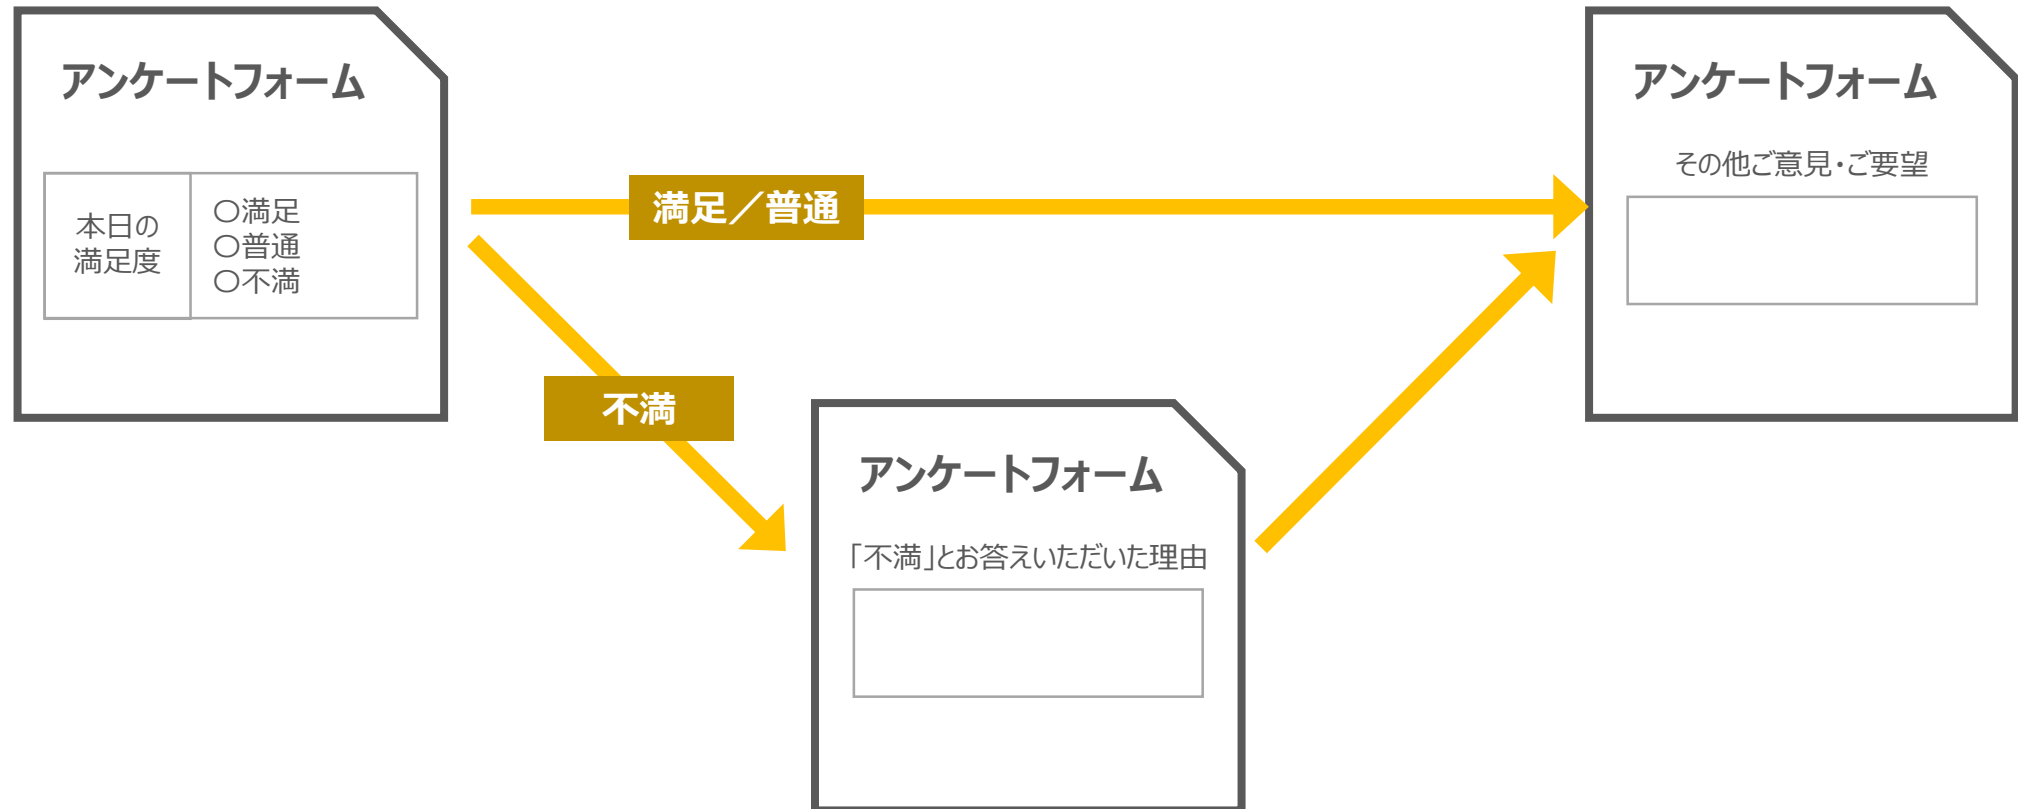 アンケートフォーム
本日の
満足度
〇満足
〇普通
〇不満
満足／普通
不満
アンケートフォーム
「不満」とお答えいただいた理由
アンケートフォーム
その他ご意見・ご要望